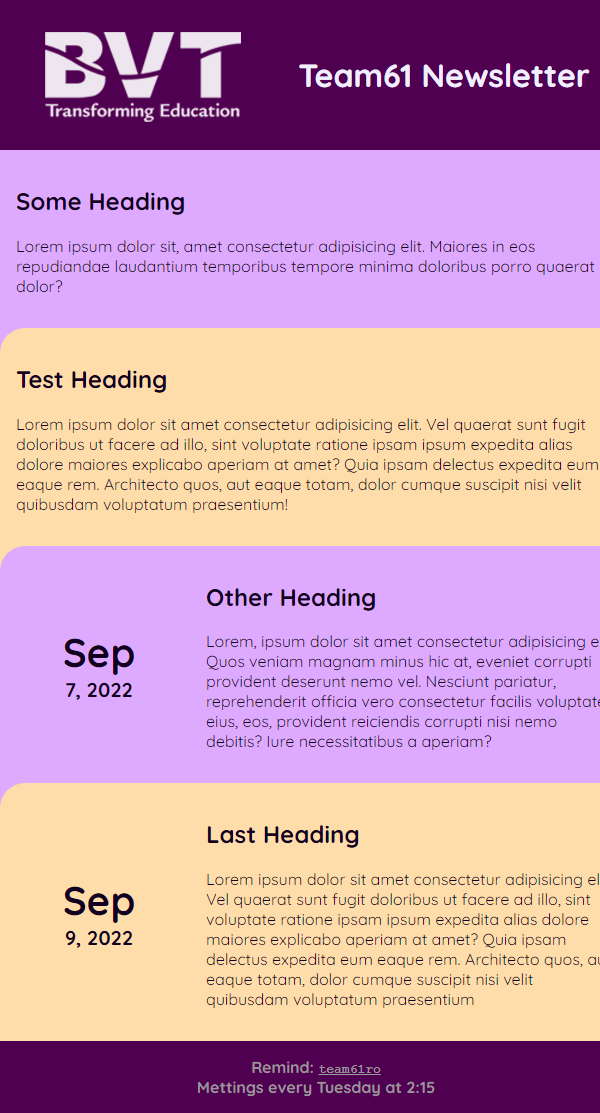 BVT
Transforming Education
Team61 Newsletter
Some Heading
Lorem ipsum dolor sit, amet consectetur adipisicing elit. Maiores in eos
repudiandae laudantium temporibus tempore minima doloribus porro quaerat
dolor?
Test Heading
Lorem ipsum dolor sit amet consectetur adipisicing elit. Vel quaerat sunt fugit
doloribus ut facere ad illo, sint voluptate ratione ipsam ipsum expedita alias
dolore maiores explicabo aperiam at amet? Quia ipsam delectus expedita eum
eaque rem. Architecto quos, aut eaque totam, dolor cumque suscipit nisi velit
quibusdam voluptatum praesentium!
Sep
7, 2022
Other Heading
Lorem, ipsum dolor sit amet consectetur adipisicing e
Quos veniam magnam minus hic at, eveniet corrupti
provident deserunt nemo vel. Nesciunt pariatur,
reprehenderit officia vero consectetur facilis voluptate
eius, eos, provident reiciendis corrupti nisi nemo
debitis? Iure necessitatibus a aperiam?
Sep
9, 2022
Last Heading
Lorem ipsum dolor sit amet consectetur adipisicing el
Vel quaerat sunt fugit doloribus ut facere ad illo, sint
voluptate ratione ipsam ipsum expedita alias dolore
maiores explicabo aperiam at amet? Quia ipsam
delectus expedita eum eaque rem. Architecto quos, au
eaque totam, dolor cumque suscipit nisi velit
quibusdam voluptatum praesentium
Remind: team61ro
Mettings every Tuesday at 2:15